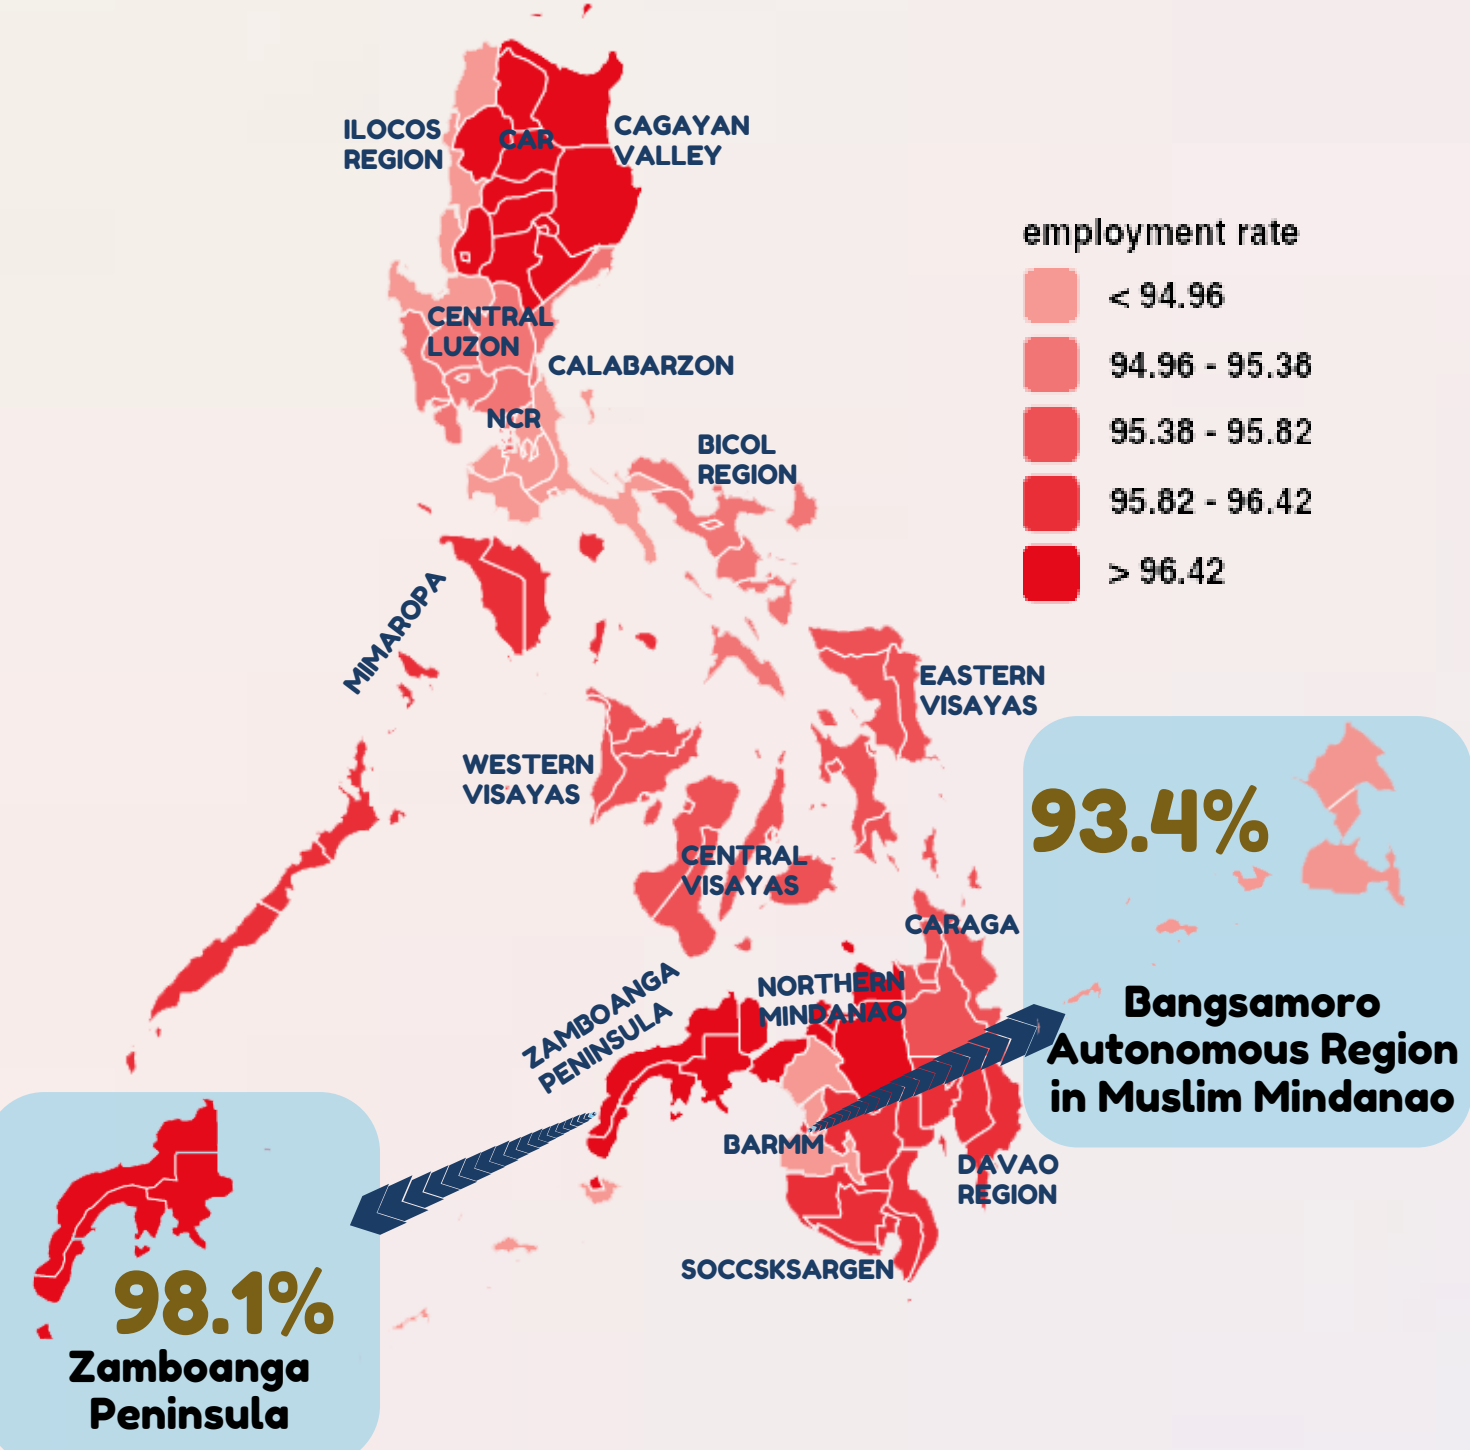 ILOCOS
REGION
CAR
CAGAYAN
VALLEY
employment rate
< 94.96
94.96 - 95.38
95.38 - 95.82
95.82 - 96.42
> 96.42
CENTRAL
LUZON
CALABARZON
NCR
BICOL
REGION
MIMAROPA
EASTERN
VISAYAS
WESTERN
VISAYAS
93.4%
CENTRAL
VISAYAS
CARAGA
ZAMBOANGA
PENINSULA
NORTHERN
MINDANAO
Bangsamoro
Autonomous Region
in Muslim Mindanao
BARMM
DAVAO
REGION
SOCCSKSARGEN
98.1%
Zamboanga
Peninsula